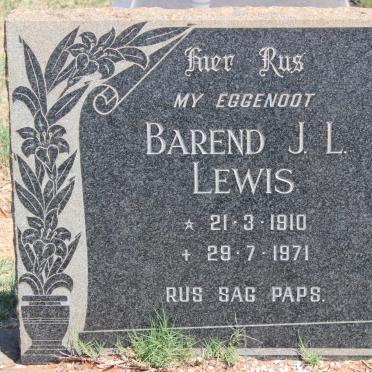 Hier Rus
MY EGGENOOT
BAREND J. L.
LEWIS
* 21·3·1910
+ 29·7·1971
RUS SAG PAPS.